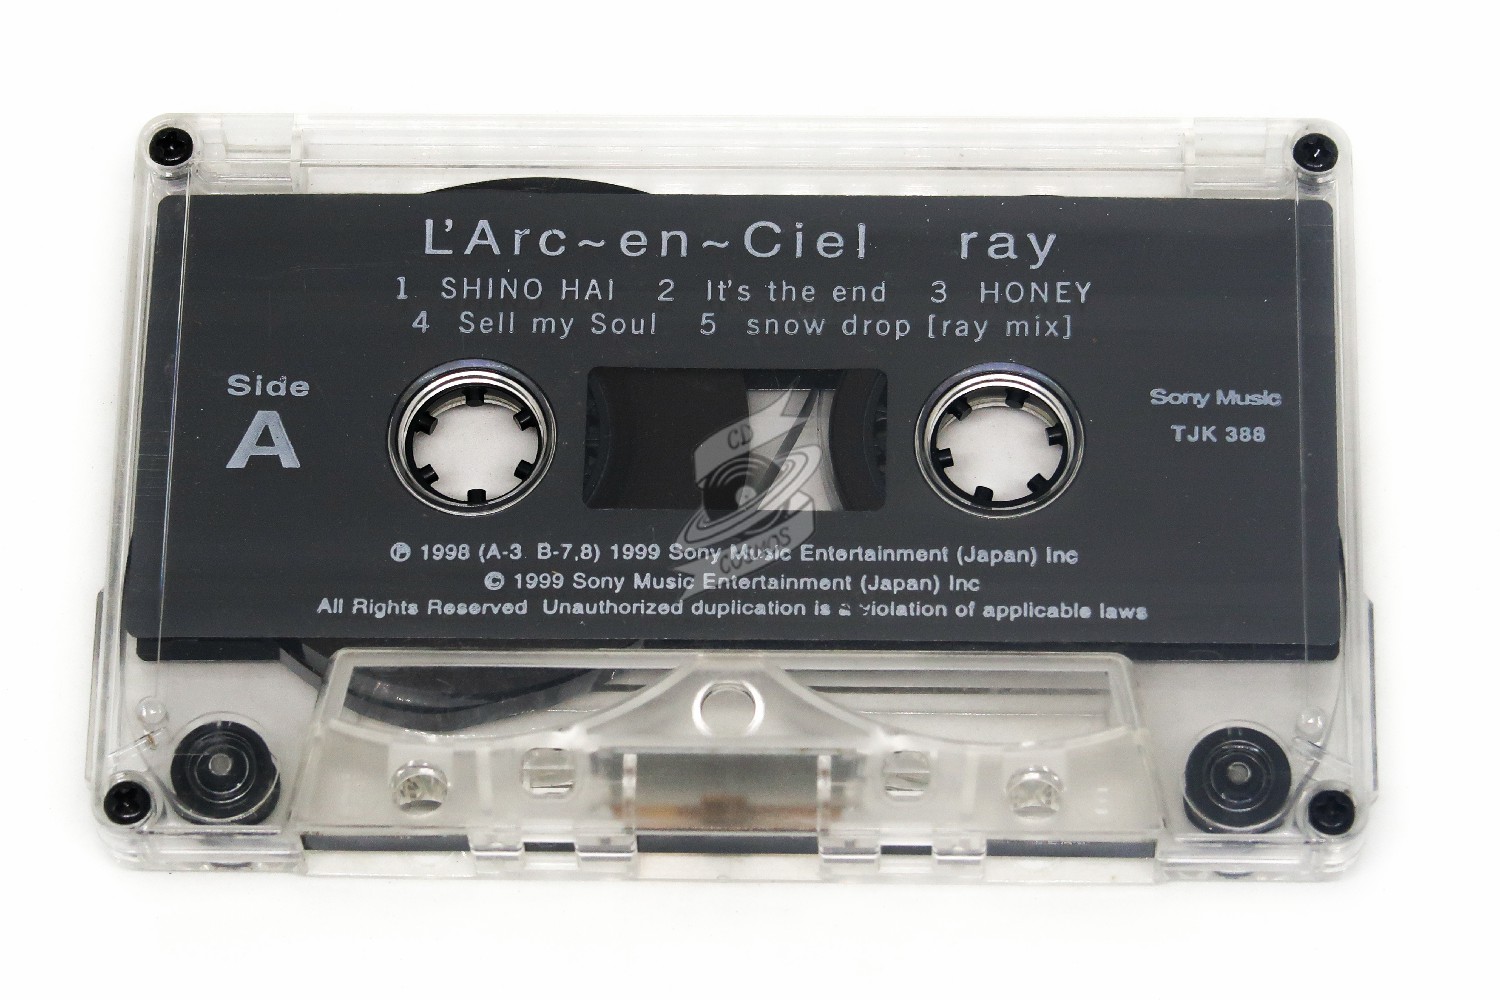 L'Arc~en~Ciel ray
1 SHINO HAI 2 It's the end 3 HONEY
4 Sell my Soul 5 snow drop [ray mix]
Side
A
Sony Music
TJK 388
CD
COSMOS
℗ 1998 (A-3 B-7,8) 1999 Sony Music Entertainment (Japan) Inc
© 1999 Sony Music Entertainment (Japan) Inc
All Rights Reserved Unauthorized duplication is a violation of applicable laws